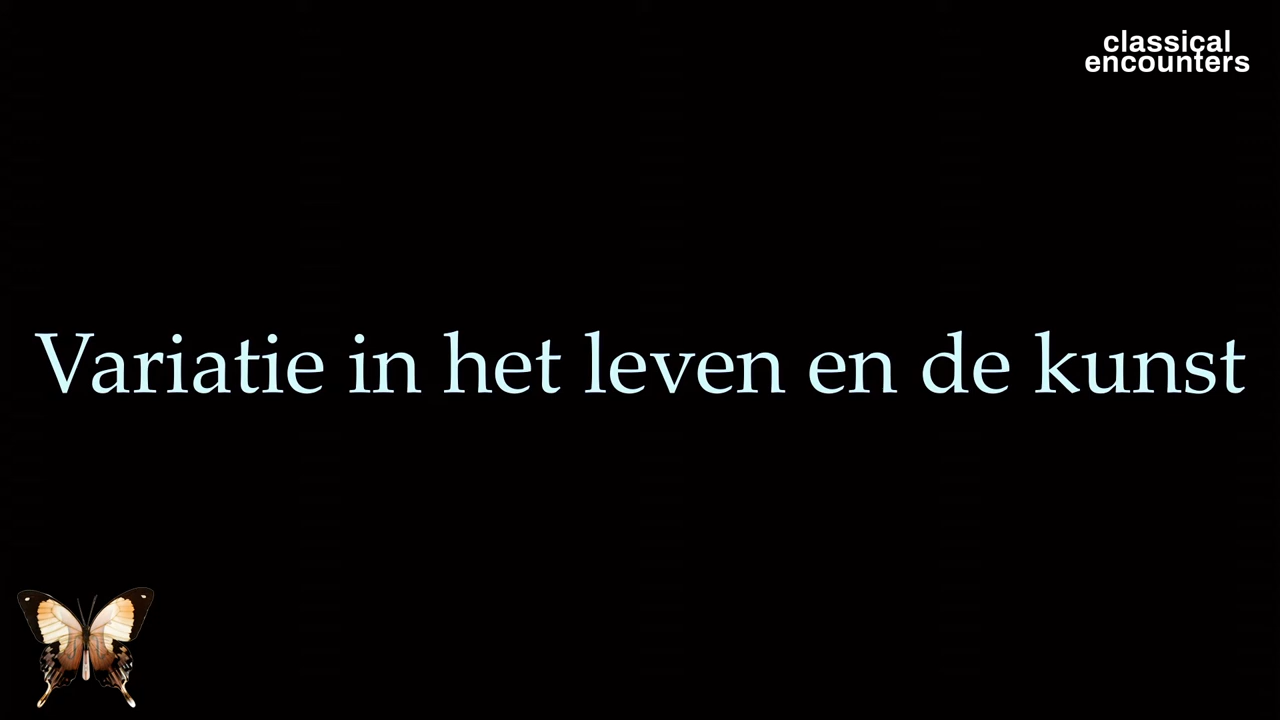 classical
encounters
Variatie in het leven en de kunst